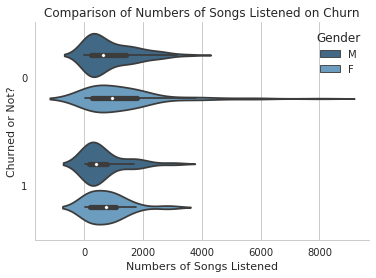 Comparison of Numbers of Songs Listened on Churn
Gender
M
F
Churned or Not?
0
1
0
2000
4000
6000
8000
Numbers of Songs Listened